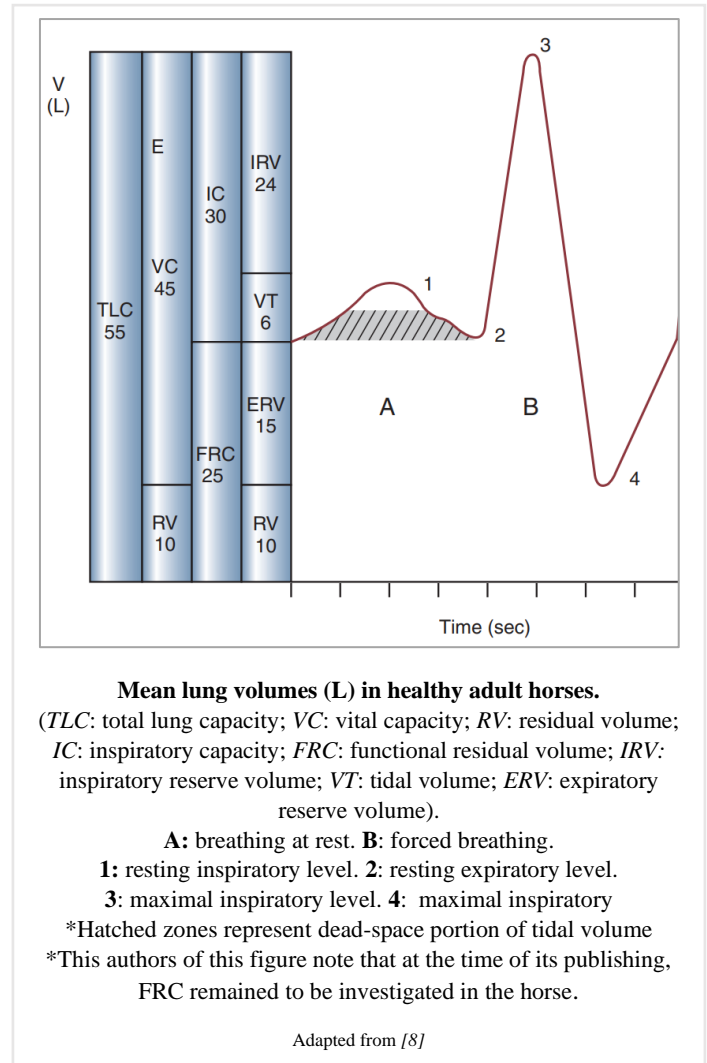 V
(L)
3
E
IRV
24
IC
30
VC
45
VT
6
TLC
55
1
2
ERV
15
A
B
FRC
25
4
RV
10
RV
10
Time (sec)
Mean lung volumes (L) in healthy adult horses.
(TLC: total lung capacity; VC: vital capacity; RV: residual volume;
IC: inspiratory capacity; FRC: functional residual volume; IRV:
inspiratory reserve volume; VT: tidal volume; ERV: expiratory
reserve volume).
A: breathing at rest. B: forced breathing.
1: resting inspiratory level. 2: resting expiratory level.
3: maximal inspiratory level. 4: maximal inspiratory
*Hatched zones represent dead-space portion of tidal volume
*This authors of this figure note that at the time of its publishing,
FRC remained to be investigated in the horse.
Adapted from [8]